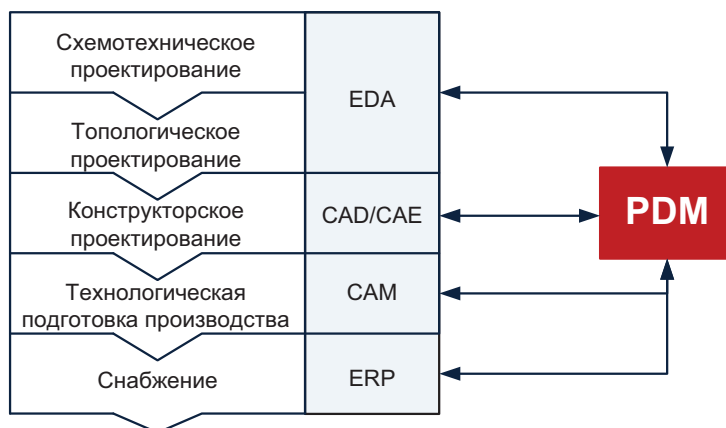 Схемотехническое
проектирование
EDA
Топологическое
проектирование
Конструкторское
проектирование
CAD/CAE
PDM
Технологическая
подготовка производства
CAM
Снабжение
ERP